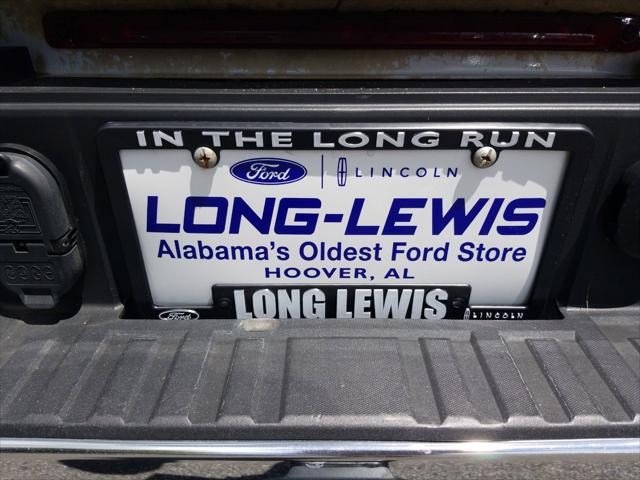 IN THE LONG RUN
Ford LINCOLN
LONG-LEWIS
Alabama's Oldest Ford Store
HOOVER, AL
LONG LEWIS
Ford LINCOLN